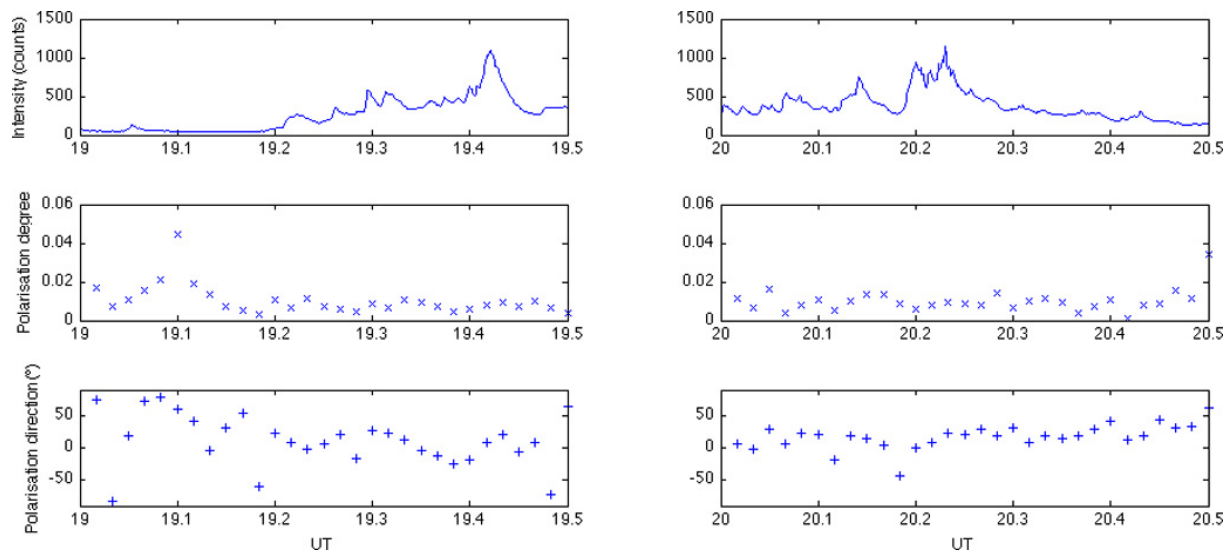 Intensity (counts)
1500
1000
500
0
19 19.1 19.2 19.3 19.4 19.5
1500
1000
500
0
20 20.1 20.2 20.3 20.4 20.5
Polarisation degree
0.06
0.04
0.02
0
19 19.1 19.2 19.3 19.4 19.5
0.06
0.04
0.02
0
20 20.1 20.2 20.3 20.4 20.5
Polarisation direction (°)
50
0
-50
19 19.1 19.2 19.3 19.4 19.5
UT
50
0
-50
20 20.1 20.2 20.3 20.4 20.5
UT